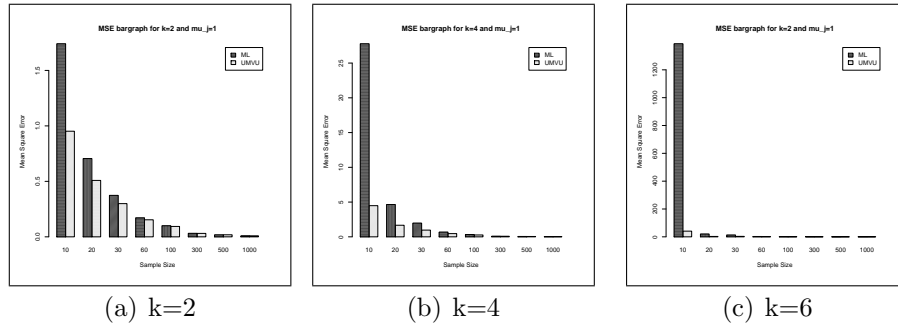 MSE bargraph for k=2 and mu_j=1
ML
UMVU
Mean Square Error
0.0
0.5
1.0
1.5
10 20 30 60 100 300 500 1000
Sample Size
(a) k=2
MSE bargraph for k=4 and mu_j=1
ML
UMVU
Mean Square Error
0
5
10
15
20
25
10 20 30 60 100 300 500 1000
Sample Size
(b) k=4
MSE bargraph for k=2 and mu_j=1
ML
UMVU
Mean Square Error
0
200
400
600
800
1000
1200
10 20 30 60 100 300 500 1000
Sample Size
(c) k=6